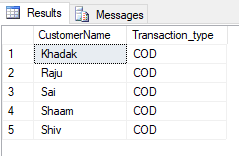 Results Messages
CustomerName Transaction_type
1 Khadak COD
2 Raju COD
3 Sai COD
4 Shaam COD
5 Shiv COD